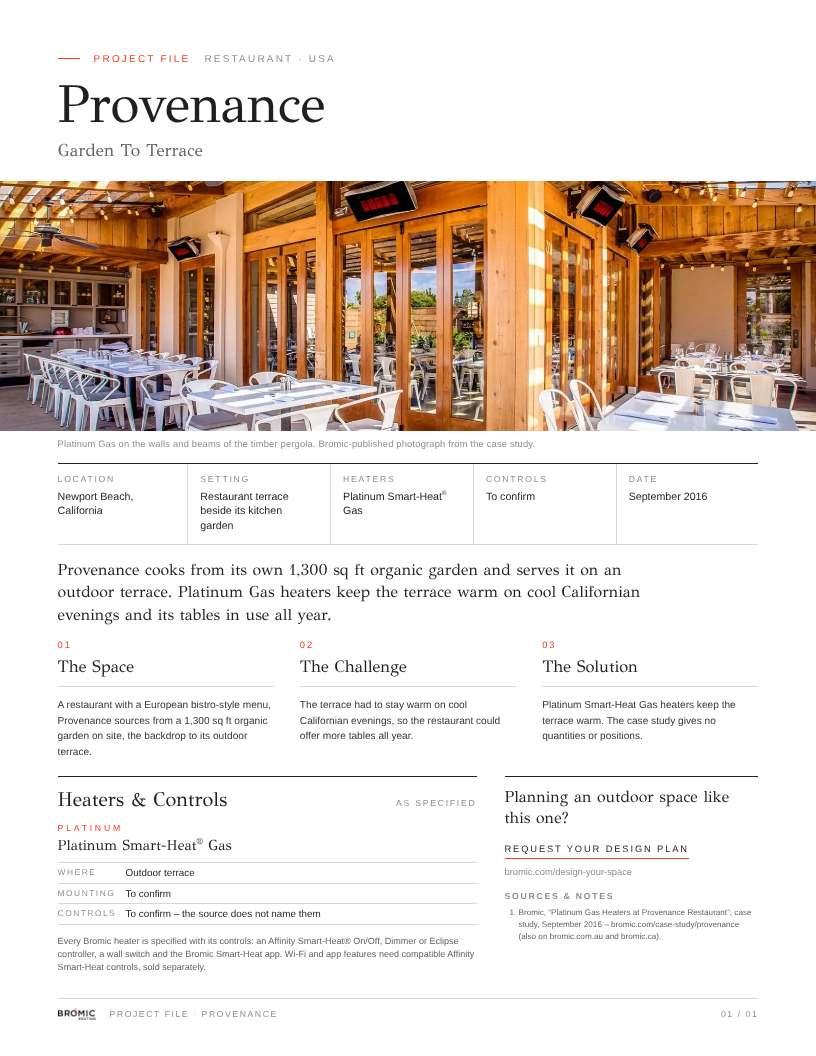 PROJECT FILE RESTAURANT · USA
Provenance
Garden To Terrace
Platinum Gas on the walls and beams of the timber pergola. Bromic-published photograph from the case study.
LOCATION
Newport Beach,
California
SETTING
Restaurant terrace
beside its kitchen
garden
HEATERS
Platinum Smart-Heat®
Gas
CONTROLS
To confirm
DATE
September 2016
Provenance cooks from its own 1,300 sq ft organic garden and serves it on an
outdoor terrace. Platinum Gas heaters keep the terrace warm on cool Californian
evenings and its tables in use all year.
01
The Space
A restaurant with a European bistro-style menu,
Provenance sources from a 1,300 sq ft organic
garden on site, the backdrop to its outdoor
terrace.
02
The Challenge
The terrace had to stay warm on cool
Californian evenings, so the restaurant could
offer more tables all year.
03
The Solution
Platinum Smart-Heat Gas heaters keep the
terrace warm. The case study gives no
quantities or positions.
Heaters & Controls
AS SPECIFIED
PLATINUM
Platinum Smart-Heat® Gas
WHERE Outdoor terrace
MOUNTING To confirm
CONTROLS To confirm – the source does not name them
Every Bromic heater is specified with its controls: an Affinity Smart-Heat® On/Off, Dimmer or Eclipse
controller, a wall switch and the Bromic Smart-Heat app. Wi-Fi and app features need compatible Affinity
Smart-Heat controls, sold separately.
Planning an outdoor space like
this one?
REQUEST YOUR DESIGN PLAN
bromic.com/design-your-space
SOURCES & NOTES
1. Bromic, “Platinum Gas Heaters at Provenance Restaurant”, case
study, September 2016 – bromic.com/case-study/provenance
(also on bromic.com.au and bromic.ca).
BROMIC
HEATING
PROJECT FILE · PROVENANCE
01 / 01